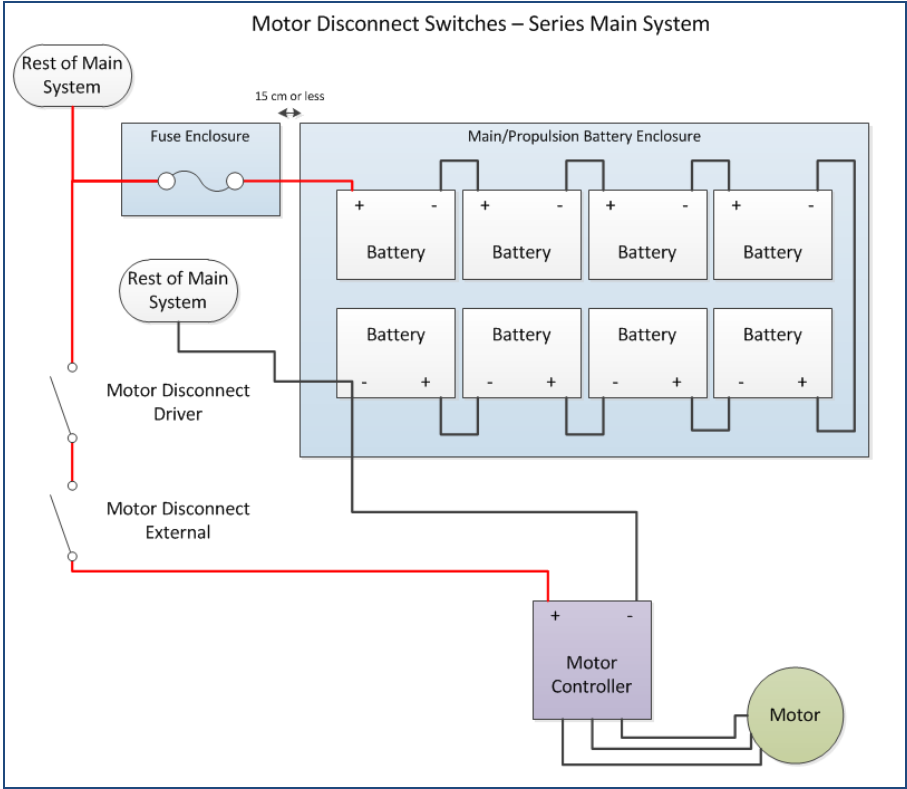 Motor Disconnect Switches – Series Main System
Rest of Main
System
15 cm or less
Fuse Enclosure
Main/Propulsion Battery Enclosure
+ - + - + - + -
Battery Battery Battery Battery
Rest of Main
System
Battery Battery Battery Battery
- + - + - + - +
Motor Disconnect
Driver
Motor Disconnect
External
+ -
Motor
Controller
Motor